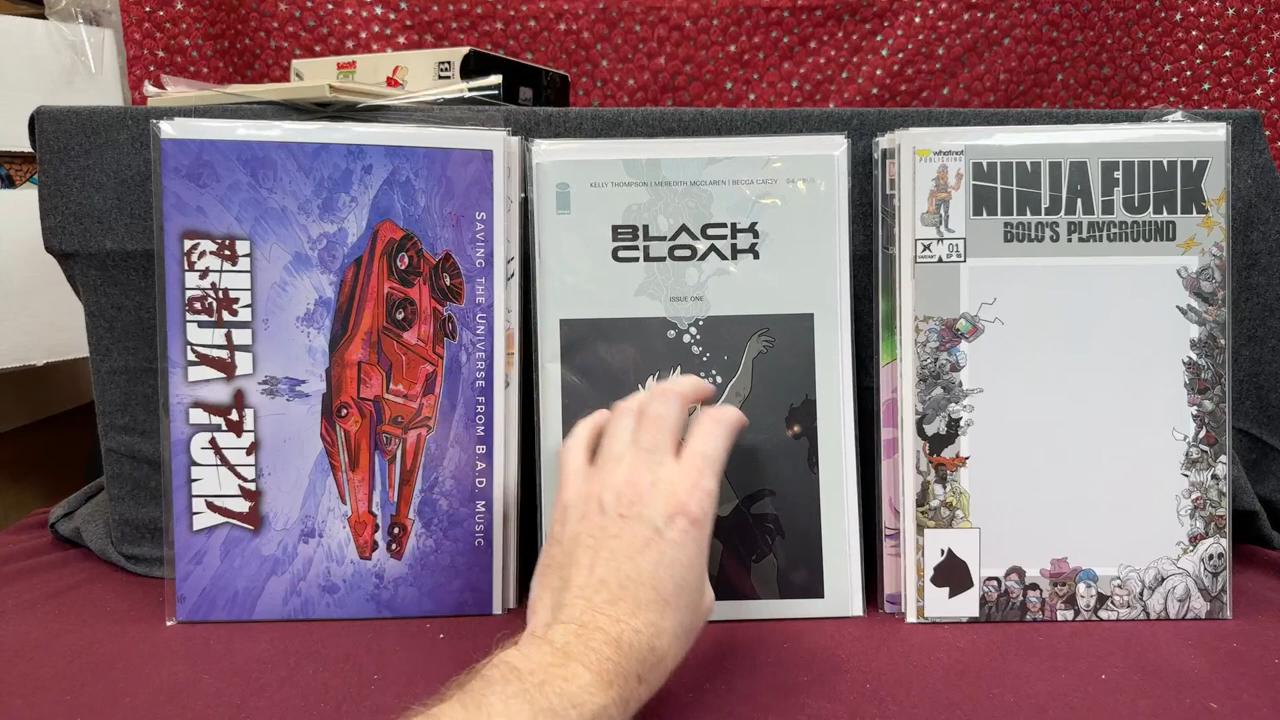 SAVING THE UNIVERSE FROM B.A.D. MUSIC
NINJA FUNK
KELLY THOMPSON | MEREDITH MCCLAREN | BECCA CAREY
BLACK
CLOAK
ISSUE ONE
whatnot
PUBLISHING
NINJA FUNK
BOLO'S PLAYGROUND
X
VARIANT
01